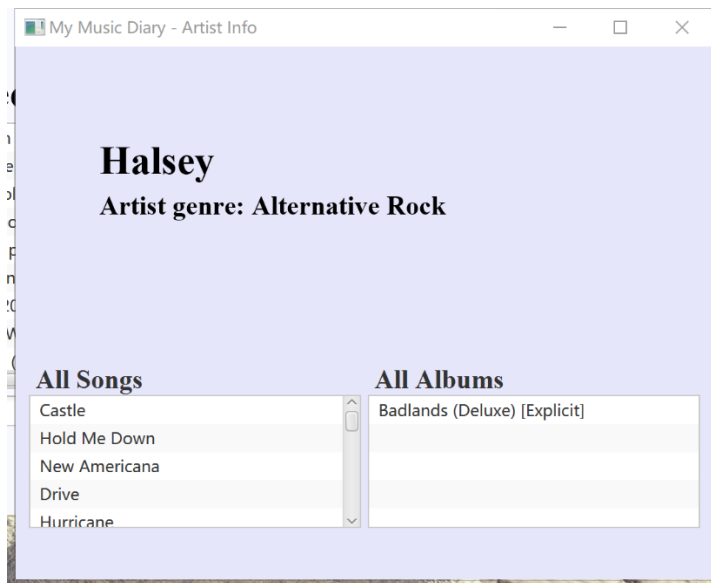 My Music Diary - Artist Info
Halsey
Artist genre: Alternative Rock
All Songs
All Albums
Castle
Hold Me Down
New Americana
Drive
Hurricane
Badlands (Deluxe) [Explicit]